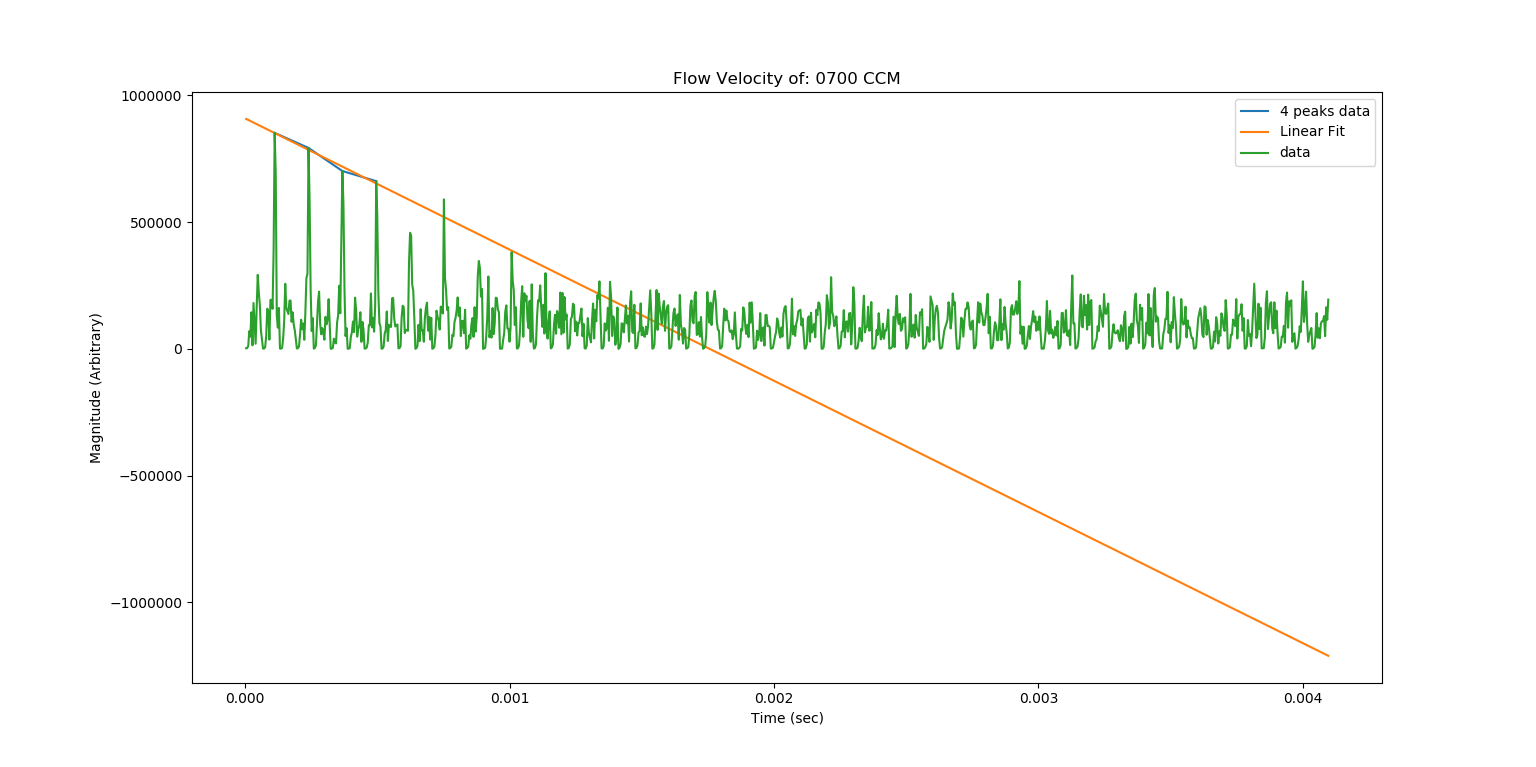 Flow Velocity of: 0700 CCM
1000000
500000
0
−500000
−1000000
Magnitude (Arbitrary)
4 peaks data
Linear Fit
data
0.000
0.001
0.002
0.003
0.004
Time (sec)